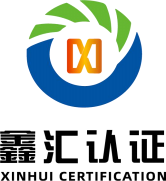 鑫汇认证
XINHUI CERTIFICATION